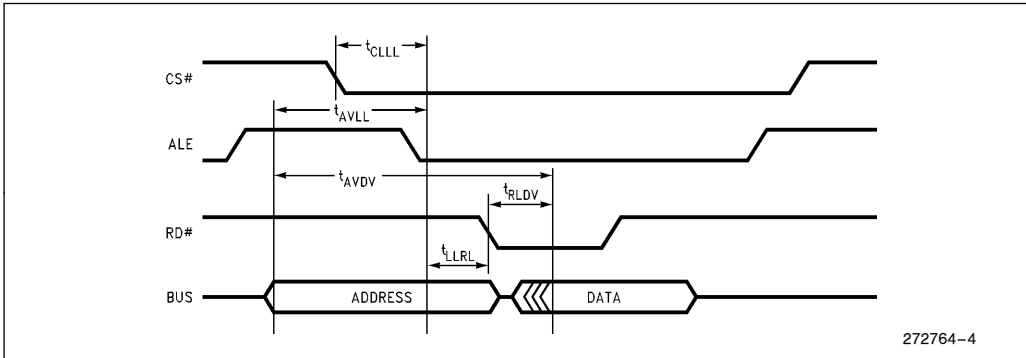 tCLLL
CS#
tAVLL
ALE
tAVDV
tRLDV
RD#
tLLRL
BUS
ADDRESS
DATA
272764–4